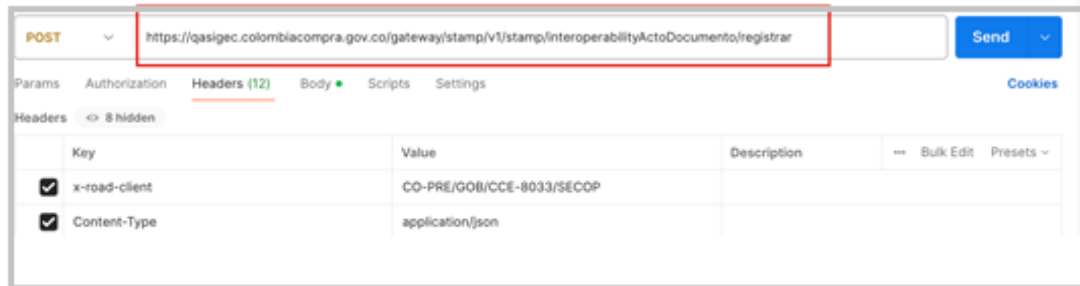 POST https://qasigec.colombiacompra.gov.co/gateway/stamp/v1/stamp/interoperabilityActoDocumento/registrar Send
Params Authorization Headers (12) Body Scripts Settings Cookies
Headers 8 hidden
Key Value Description Bulk Edit Presets
x-road-client CO-PRE/GOB/CCE-8033/SECOP
Content-Type application/json